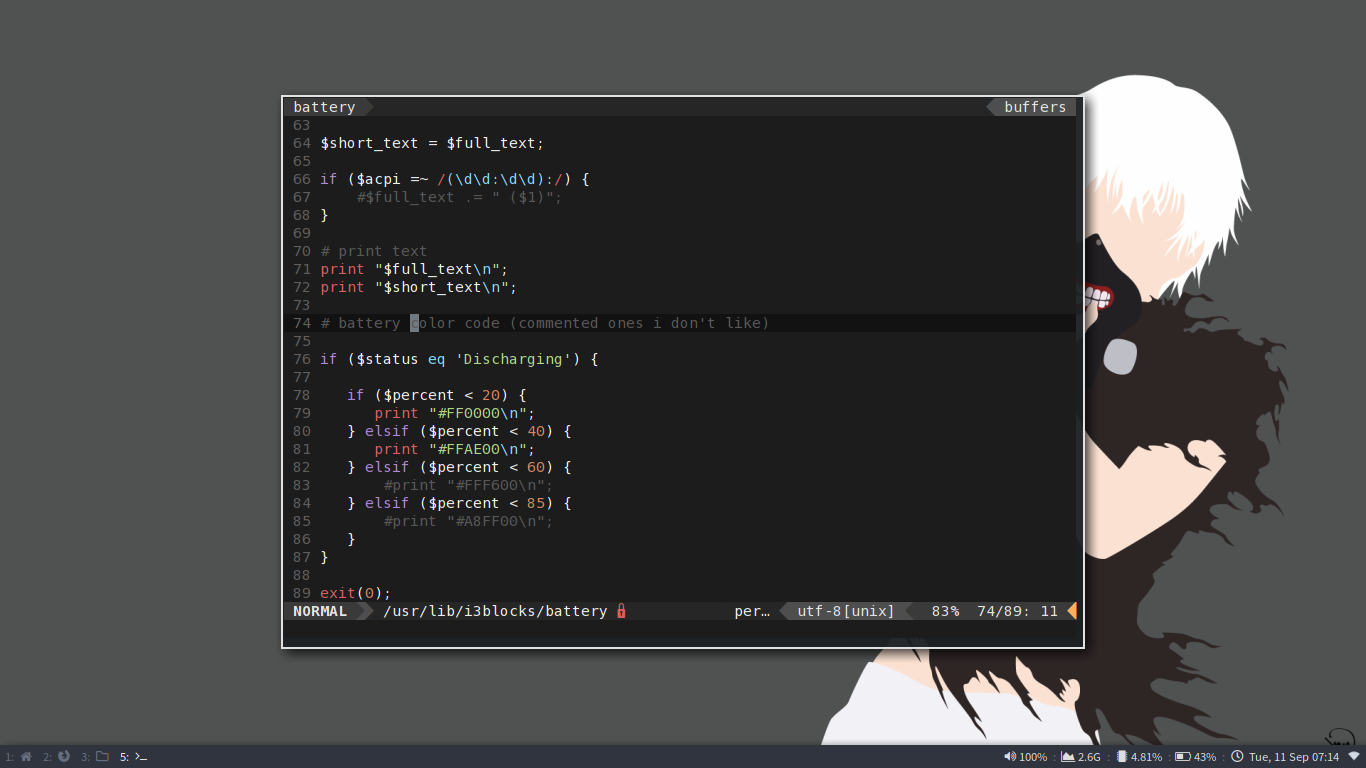 battery buffers
63
64 $short_text = $full_text;
65
66 if ($acpi =~ /(\d\d:\d\d):/) {
67     #$full_text .= " ($1)";
68 }
69
70 # print text
71 print "$full_text\n";
72 print "$short_text\n";
73
74 # battery color code (commented ones i don't like)
75
76 if ($status eq 'Discharging') {
77
78    if ($percent < 20) {
79       print "#FF0000\n";
80    } elsif ($percent < 40) {
81       print "#FFAE00\n";
82    } elsif ($percent < 60) {
83        #print "#FFF600\n";
84    } elsif ($percent < 85) {
85        #print "#A8FF00\n";
86    }
87 }
88
89 exit(0);
NORMAL /usr/lib/i3blocks/battery per… utf-8[unix] 83% 74/89: 11
1: 2: 3: 5: >_ 100% : 2.6G : 4.81% : 43% : Tue, 11 Sep 07:14